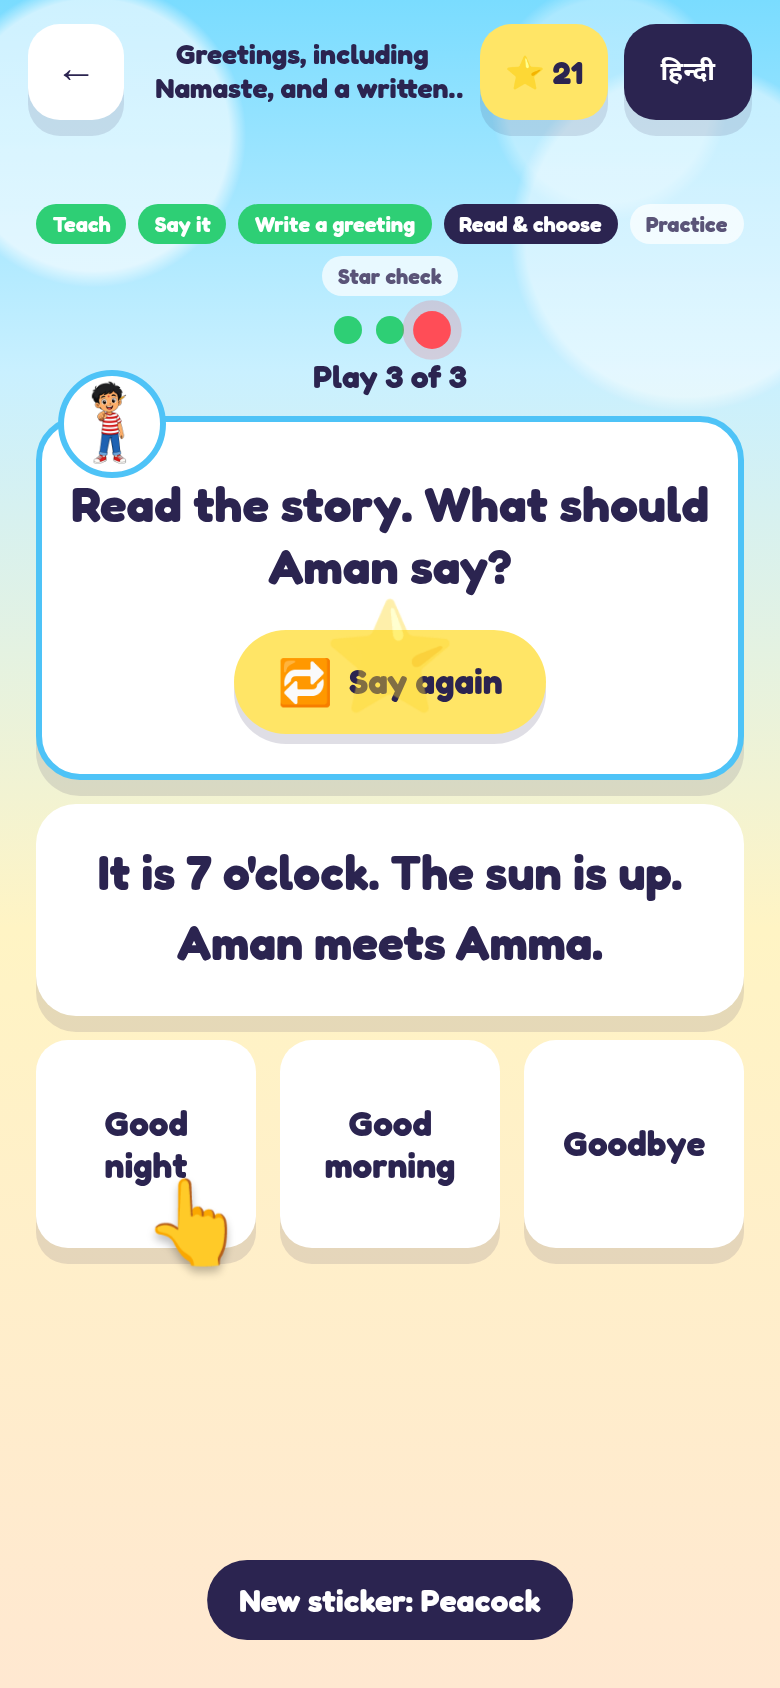 ←
Greetings, including
Namaste, and a written..
⭐ 21
हिन्दी
Teach
Say it
Write a greeting
Read & choose
Practice
Star check
Play 3 of 3
Read the story. What should
Aman say?
🔁 Say again
It is 7 o'clock. The sun is up.
Aman meets Amma.
Good
night
Good
morning
Goodbye
New sticker: Peacock